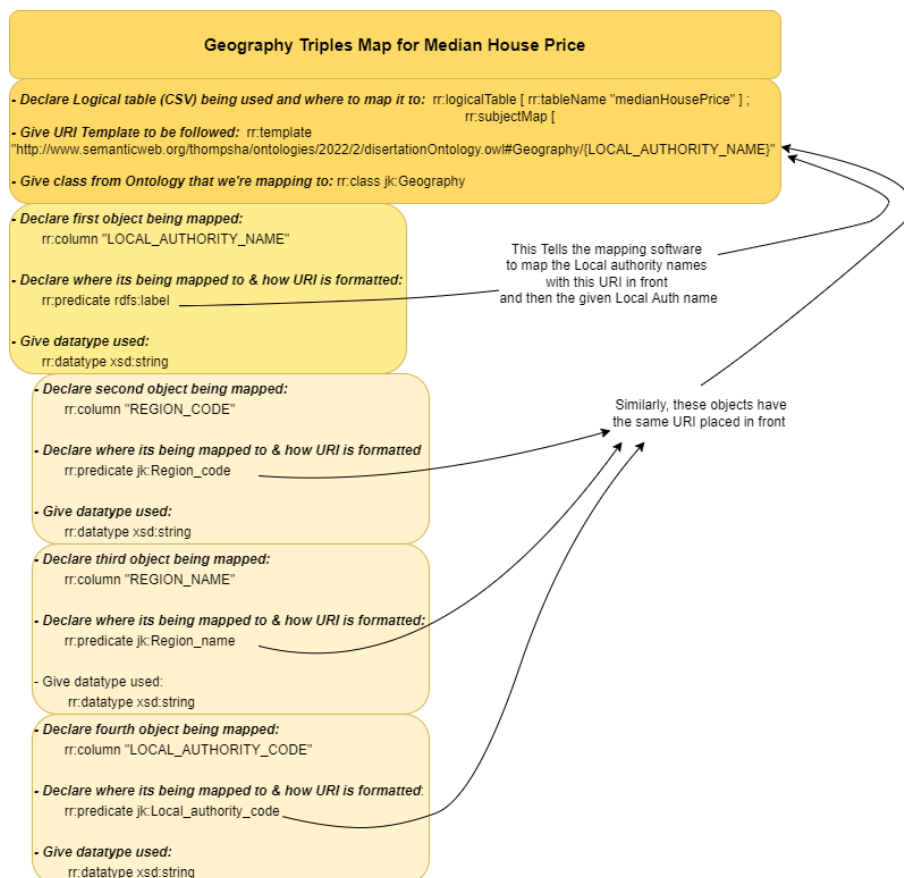 Geography Triples Map for Median House Price
- Declare Logical table (CSV) being used and where to map it to: rr:logicalTable [ rr:tableName "medianHousePrice" ] ;
rr:subjectMap [
- Give URI Template to be followed: rr:template
"http://www.semanticweb.org/thompsha/ontologies/2022/2/disertationOntology.owl#Geography/{LOCAL_AUTHORITY_NAME}"
- Give class from Ontology that we're mapping to: rr:class jk:Geography
- Declare first object being mapped:
rr:column "LOCAL_AUTHORITY_NAME"
- Declare where its being mapped to & how URI is formatted:
rr:predicate rdfs:label
- Give datatype used:
rr:datatype xsd:string
This Tells the mapping software
to map the Local authority names
with this URI in front
and then the given Local Auth name
- Declare second object being mapped:
rr:column "REGION_CODE"
- Declare where its being mapped to & how URI is formatted
rr:predicate jk:Region_code
- Give datatype used:
rr:datatype xsd:string
Similarly, these objects have
the same URI placed in front
- Declare third object being mapped:
rr:column "REGION_NAME"
- Declare where its being mapped to & how URI is formatted:
rr:predicate jk:Region_name
- Give datatype used:
rr:datatype xsd:string
- Declare fourth object being mapped:
rr:column "LOCAL_AUTHORITY_CODE"
- Declare where its being mapped to & how URI is formatted:
rr:predicate jk:Local_authority_code
- Give datatype used:
rr:datatype xsd:string